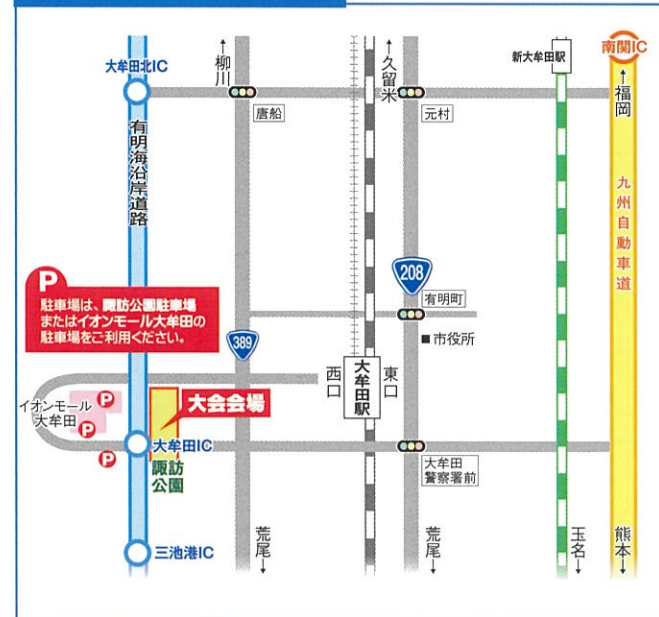 南関IC
新大牟田駅
大牟田北IC
←柳川
←久留米
←福岡
唐船
元村
有明海沿岸道路
九州自動車道
208
有明町
P
駐車場は、諏訪公園駐車場
またはイオンモール大牟田の
駐車場をご利用ください。
389
■市役所
西口
大牟田駅
東口
イオンモール
大牟田
P
P
P
大会会場
大牟田IC
諏訪
公園
大牟田
警察署前
三池港IC
荒尾→
荒尾→
玉名→
熊本→